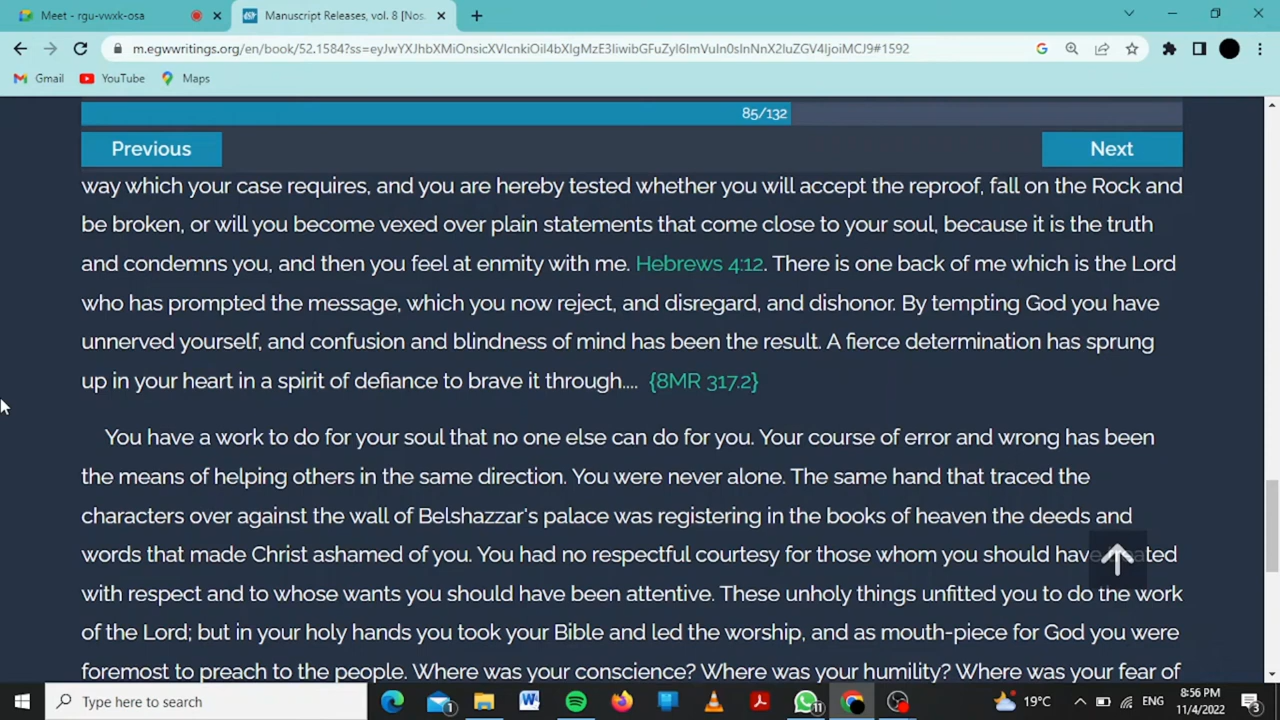 Meet - rgu-vwxk-osa
Manuscript Releases, vol. 8 [Nos.
m.egwwritings.org/en/book/52.1584?ss=eyJwYXJhbXMiOnsicXVlcnkiOil4bXlgMzE3IiwibGFuZyI6ImVuIn0sInNnX2luZGV4IjoiMCJ9#1592
Gmail YouTube Maps
85/132
Previous Next
way which your case requires, and you are hereby tested whether you will accept the reproof, fall on the Rock and
be broken, or will you become vexed over plain statements that come close to your soul, because it is the truth
and condemns you, and then you feel at enmity with me. Hebrews 4:12. There is one back of me which is the Lord
who has prompted the message, which you now reject, and disregard, and dishonor. By tempting God you have
unnerved yourself, and confusion and blindness of mind has been the result. A fierce determination has sprung
up in your heart in a spirit of defiance to brave it through.... {8MR 317.2}
You have a work to do for your soul that no one else can do for you. Your course of error and wrong has been
the means of helping others in the same direction. You were never alone. The same hand that traced the
characters over against the wall of Belshazzar's palace was registering in the books of heaven the deeds and
words that made Christ ashamed of you. You had no respectful courtesy for those whom you should have treated
with respect and to whose wants you should have been attentive. These unholy things unfitted you to do the work
of the Lord; but in your holy hands you took your Bible and led the worship, and as mouth-piece for God you were
foremost to preach to the people. Where was your conscience? Where was your humility? Where was your fear of
Type here to search
1
11
19°C
ENG
8:56 PM
11/4/2022
3